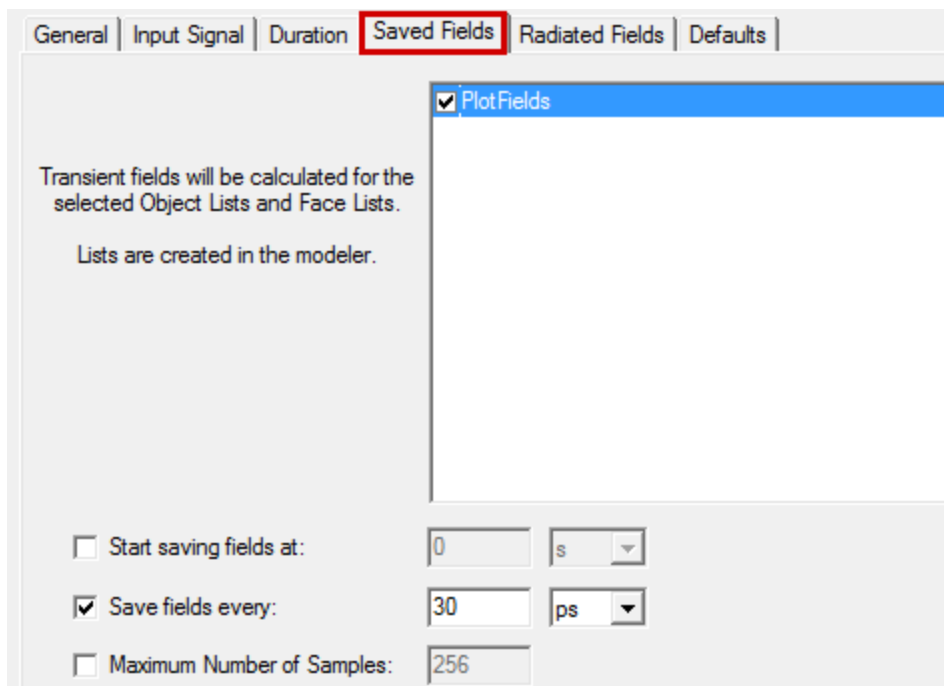 General Input Signal Duration Saved Fields Radiated Fields Defaults
PlotFields
Transient fields will be calculated for the
selected Object Lists and Face Lists.
Lists are created in the modeler.
Start saving fields at: 0 s
Save fields every: 30 ps
Maximum Number of Samples: 256